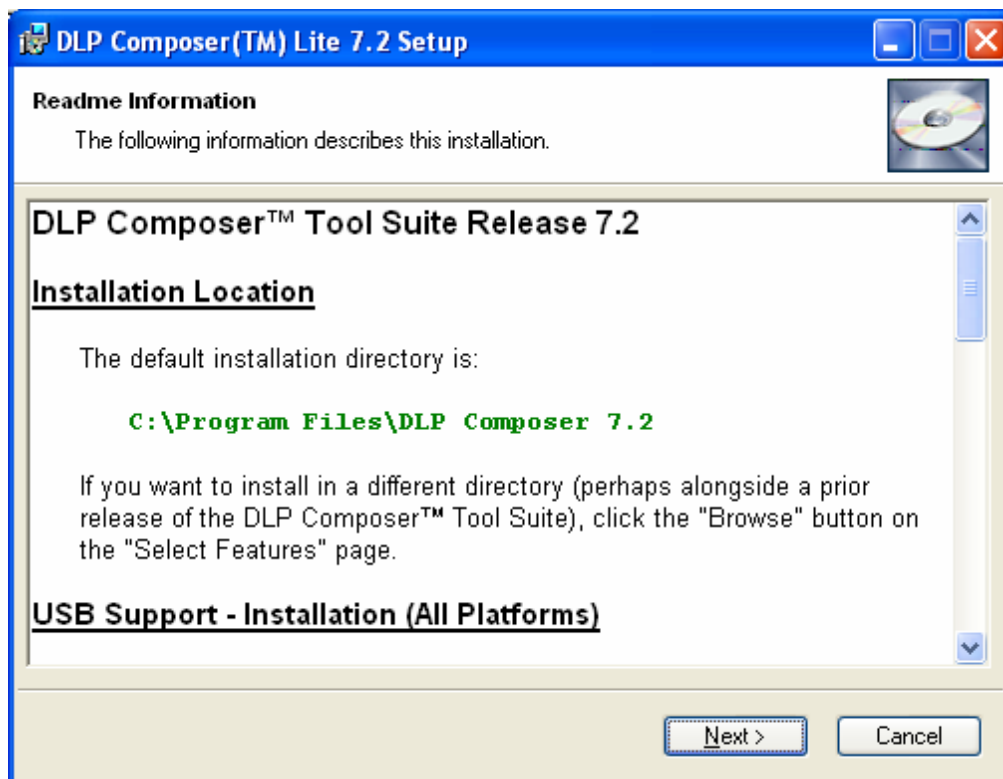 DLP Composer(TM) Lite 7.2 Setup
Readme Information
The following information describes this installation.
DLP Composer™ Tool Suite Release 7.2
Installation Location
The default installation directory is:
C:\Program Files\DLP Composer 7.2
If you want to install in a different directory (perhaps alongside a prior
release of the DLP Composer™ Tool Suite), click the "Browse" button on
the "Select Features" page.
USB Support - Installation (All Platforms)
Next >
Cancel